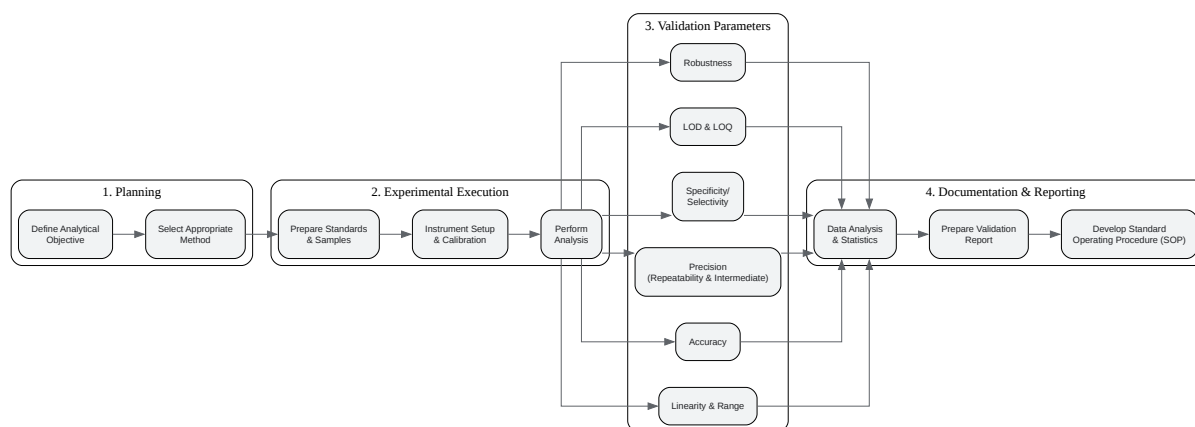 1. Planning
Define Analytical
Objective
Select Appropriate
Method
2. Experimental Execution
Prepare Standards
& Samples
Instrument Setup
& Calibration
Perform
Analysis
3. Validation Parameters
Robustness
LOD & LOQ
Specificity/
Selectivity
Precision
(Repeatability & Intermediate)
Accuracy
Linearity & Range
4. Documentation & Reporting
Data Analysis
& Statistics
Prepare Validation
Report
Develop Standard
Operating Procedure (SOP)